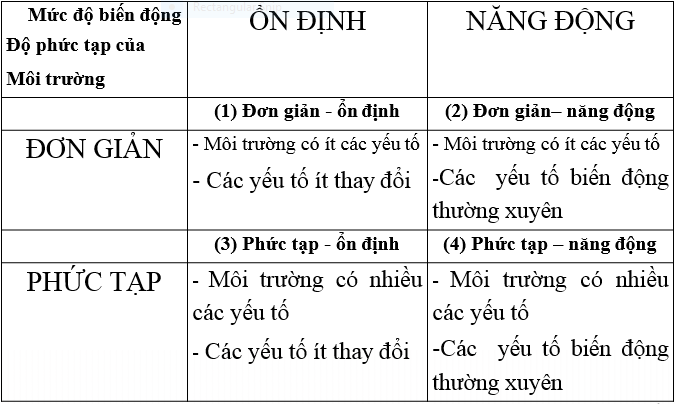 Mức độ biến động
Độ phức tạp của
Môi trường
ỔN ĐỊNH
NĂNG ĐỘNG
(1) Đơn giản - ổn định
(2) Đơn giản– năng động
ĐƠN GIẢN
- Môi trường có ít các yếu tố
- Các yếu tố ít thay đổi
- Môi trường có ít các yếu tố
-Các yếu tố biến động
thường xuyên
(3) Phức tạp - ổn định
(4) Phức tạp – năng động
PHỨC TẠP
- Môi trường có nhiều
các yếu tố
- Các yếu tố ít thay đổi
- Môi trường có nhiều
các yếu tố
-Các yếu tố biến động
thường xuyên